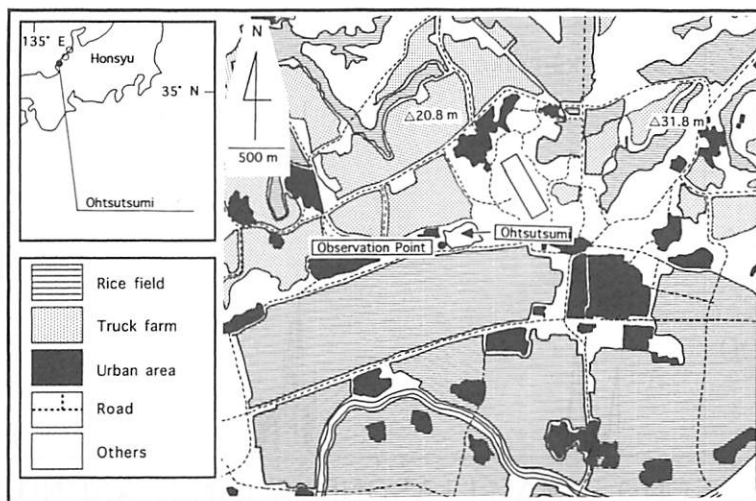 135° E
Honsyu
35° N
Ohtsutsumi
N
500 m
△20.8 m
△31.8 m
Observation Point
Ohtsutsumi
Rice field
Truck farm
Urban area
Road
Others